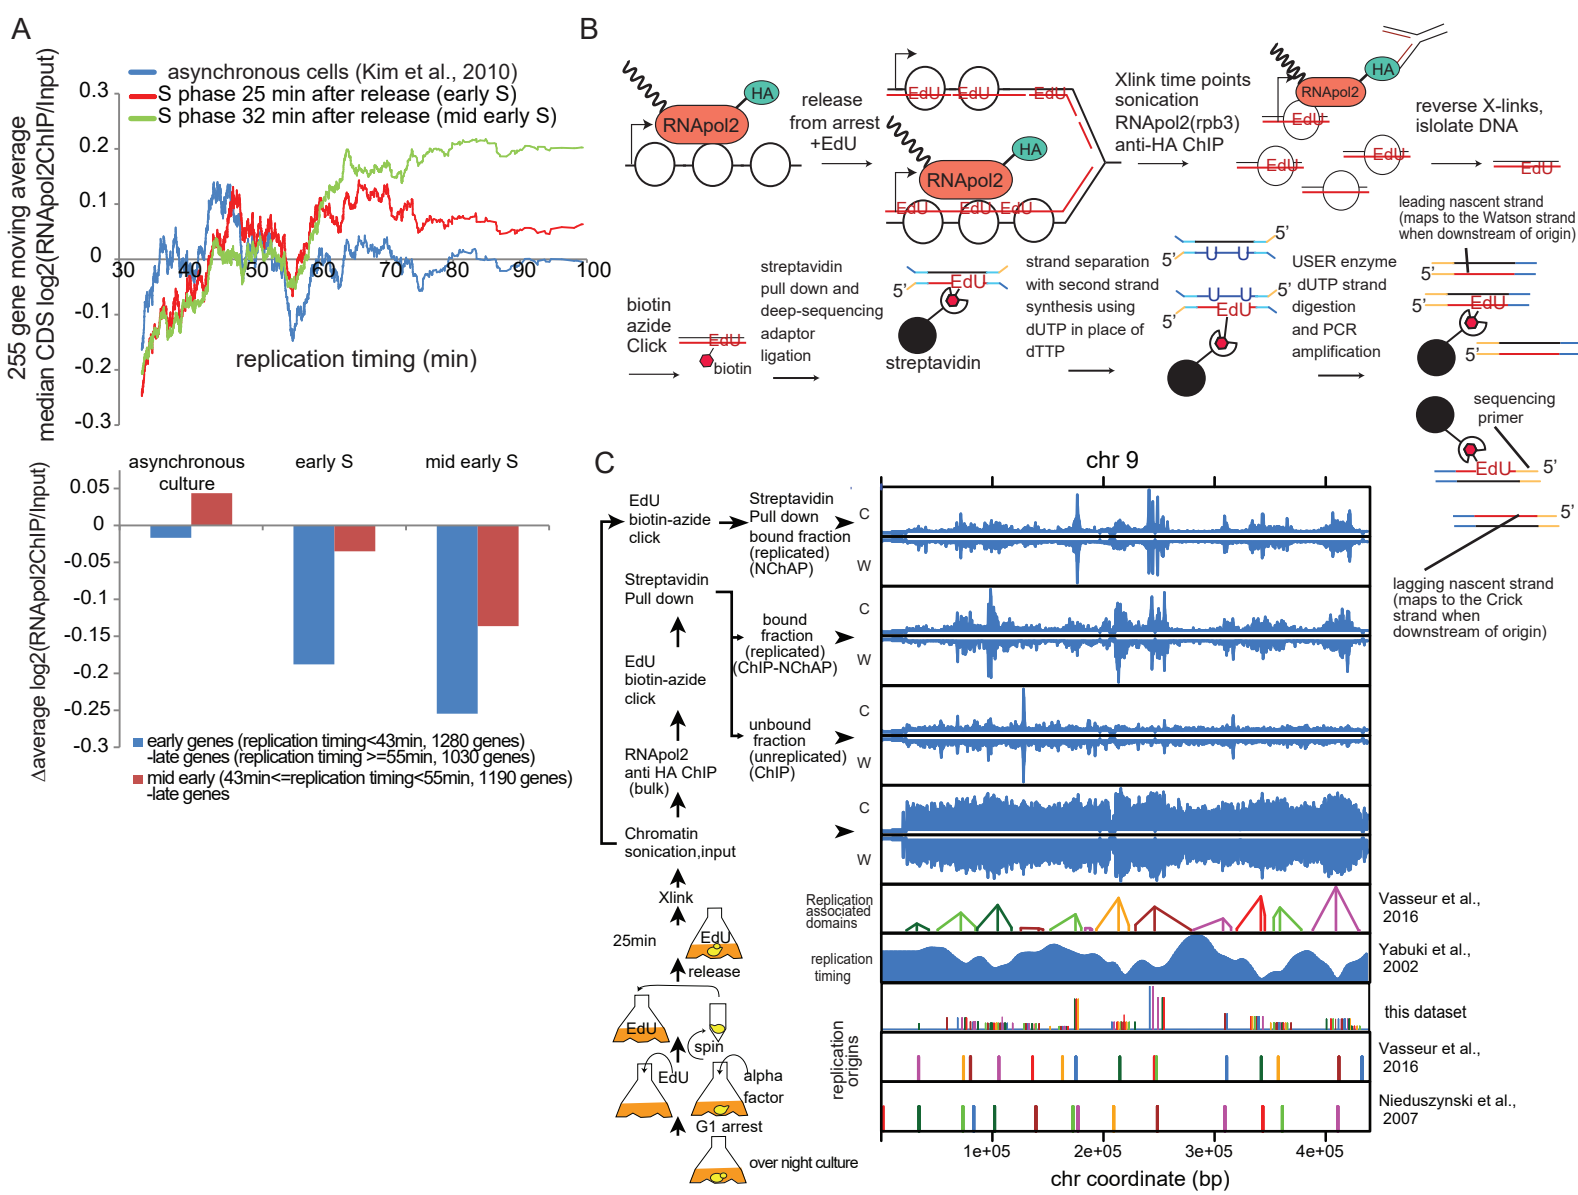 A
255 gene moving average
median CDS log2(RNApol2ChIP/Input)
asynchronous cells (Kim et al., 2010)
S phase 25 min after release (early S)
S phase 32 min after release (mid early S)
0.3
0.2
0.1
0
-0.1
-0.2
-0.3
30
40
50
60
70
80
90
100
replication timing (min)
Δaverage log2(RNApol2ChIP/Input)
asynchronous
culture
early S
mid early S
0.05
0
-0.05
-0.1
-0.15
-0.2
-0.25
-0.3
early genes (replication timing<43min, 1280 genes)
-late genes (replication timing >=55min, 1030 genes)
mid early (43min<=replication timing<55min, 1190 genes)
-late genes
B
HA
RNApol2
release
from arrest
+EdU
EdU
EdU
EdU
HA
RNApol2
EdU
EdU
EdU
Xlink time points
sonication
RNApol2(rpb3)
anti-HA ChIP
HA
RNApol2
EdU
EdU
EdU
reverse X-links,
islolate DNA
EdU
biotin
azide
Click
EdU
biotin
streptavidin
pull down and
deep-sequencing
adaptor
ligation
5’
EdU
streptavidin
strand separation
with second strand
synthesis using
dUTP in place of
dTTP
5’
5’
U
U
5’
5’
U
U
EdU
USER enzyme
dUTP strand
digestion
and PCR
amplification
leading nascent strand
(maps to the Watson strand
when downstream of origin)
EdU
5’
sequencing
primer
EdU
5’
5’
lagging nascent strand
(maps to the Crick
strand when
downstream of origin)
C
EdU
biotin-azide
click
Streptavidin
Pull down
bound fraction
(replicated)
(NChAP)
Streptavidin
Pull down
bound
fraction
(replicated)
(ChIP-NChAP)
EdU
biotin-azide
click
unbound
fraction
(unreplicated)
(ChIP)
RNApol2
anti HA ChIP
(bulk)
Chromatin
sonication,input
Xlink
25min
EdU
release
EdU
spin
EdU
alpha
factor
G1 arrest
over night culture
chr 9
C
W
C
W
C
W
C
W
Replication
associated
domains
Vasseur et al.,
2016
replication
timing
Yabuki et al.,
2002
replication
origins
this dataset
Vasseur et al.,
2016
Nieduszynski et al.,
2007
1e+05
2e+05
3e+05
4e+05
chr coordinate (bp)